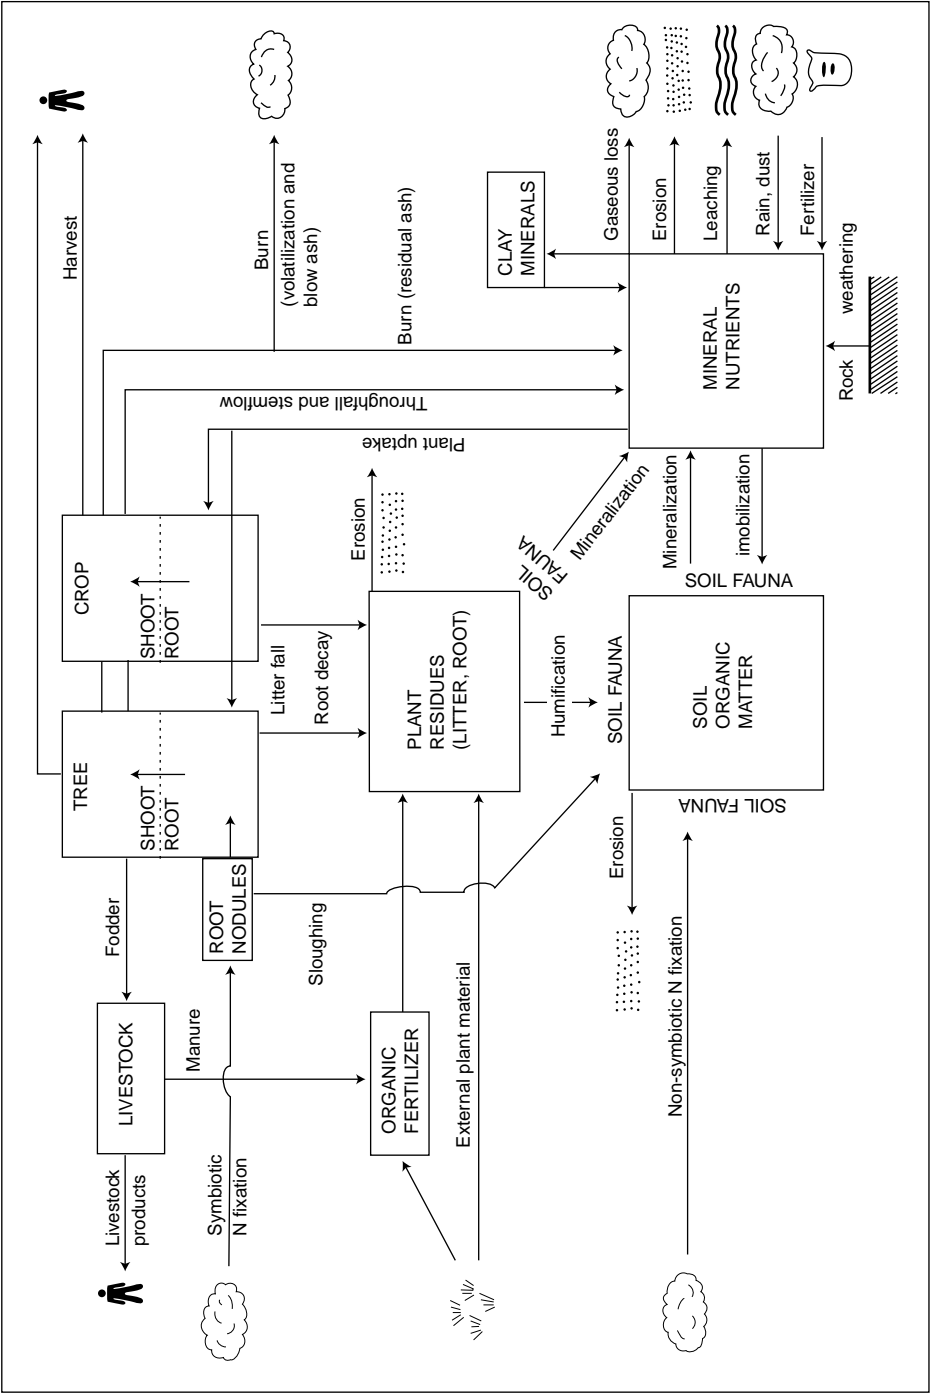 Harvest
Burn
(volatilization and
blow ash)
Burn (residual ash)
Throughfall and stemflow
Plant uptake
CLAY
MINERALS
Gaseous loss
Erosion
Leaching
Rain, dust
Fertilizer
MINERAL
NUTRIENTS
Rock
weathering
CROP
SHOOT
ROOT
TREE
SHOOT
ROOT
Litter fall
Root decay
Erosion
PLANT
RESIDUES
(LITTER, ROOT)
SOIL
FAUNA
Mineralization
Mineralization
imobilization
SOIL FAUNA
Humification
SOIL FAUNA
SOIL
ORGANIC
MATTER
SOIL FAUNA
Erosion
Fodder
ROOT
NODULES
Sloughing
LIVESTOCK
Manure
ORGANIC
FERTILIZER
External plant material
Non-symbiotic N fixation
Livestock
products
Symbiotic
N fixation